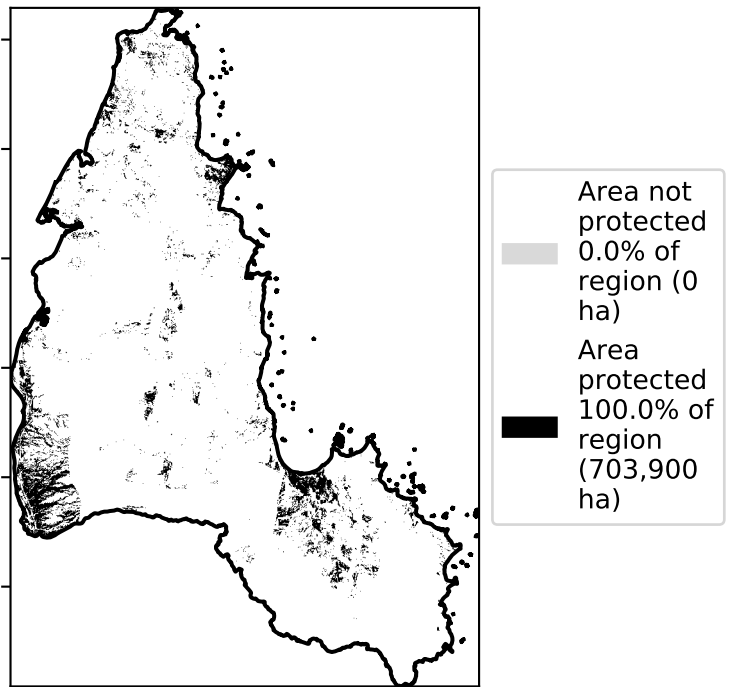 Area not
protected
0.0% of
region (0
ha)
Area
protected
100.0% of
region
(703,900
ha)